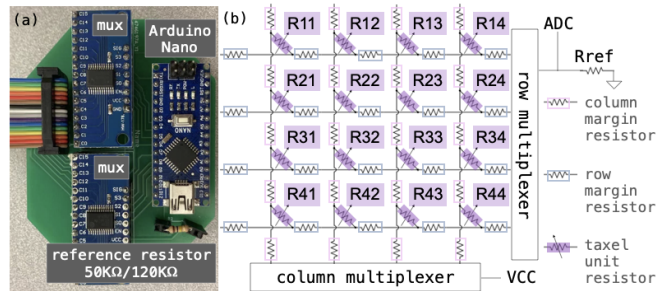 (a)
mux
Arduino
Nano
mux
reference resistor
50KΩ/120KΩ
(b)
R11 R12 R13 R14
R21 R22 R23 R24
R31 R32 R33 R34
R41 R42 R43 R44
row multiplexer
column multiplexer
VCC
ADC
Rref
column
margin
resistor
row
margin
resistor
taxel
unit
resistor